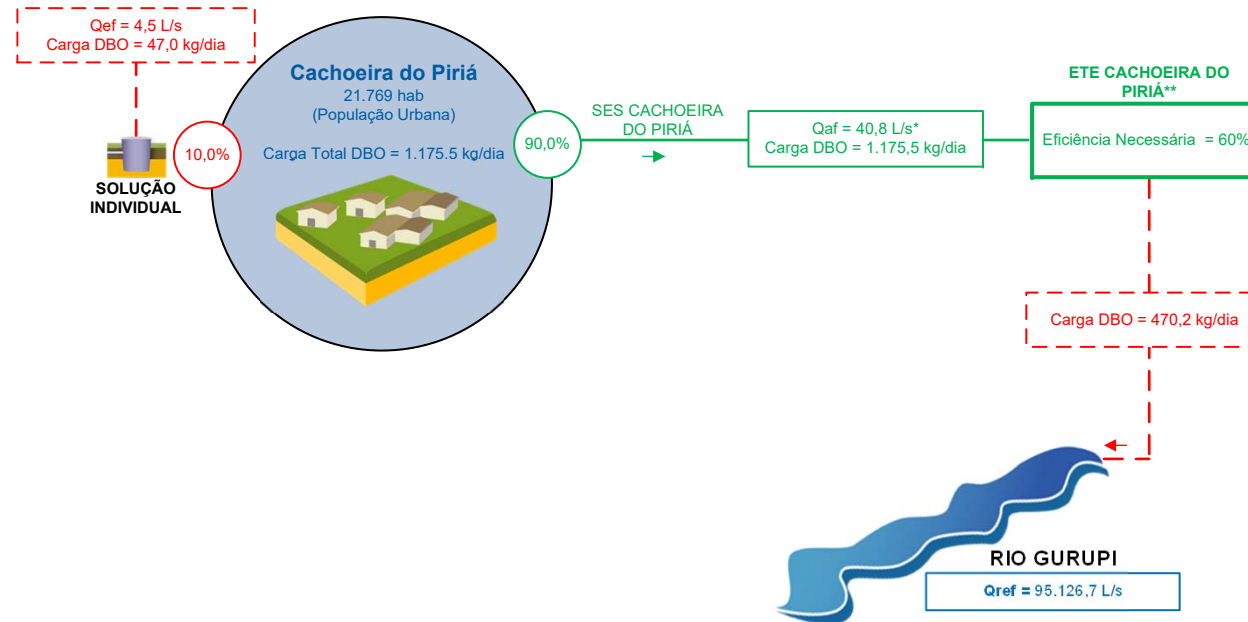 Qef = 4,5 L/s
Carga DBO = 47,0 kg/dia
SOLUÇÃO
INDIVIDUAL
10,0%
Cachoeira do Piriá
21.769 hab
(População Urbana)
Carga Total DBO = 1.175.5 kg/dia
90,0%
SES CACHOEIRA
DO PIRIÁ
Qaf = 40,8 L/s*
Carga DBO = 1.175,5 kg/dia
ETE CACHOEIRA DO
PIRIÁ**
Eficiência Necessária = 60%
Carga DBO = 470,2 kg/dia
RIO GURUPI
Qref = 95.126,7 L/s